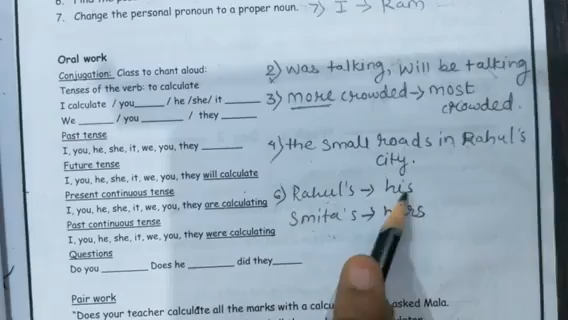 7. Change the personal pronoun to a proper noun. 7) I → Ram
Oral work
Conjugation: Class to chant aloud:
Tenses of the verb: to calculate
I calculate / you______ / he /she/ it ______
We ______ / you ______ / they ______
Past tense
I, you, he, she, it, we, you, they ______
Future tense
I, you, he, she, it, we, you, they will calculate
Present continuous tense
I, you, he, she, it, we, you, they are calculating
Past continuous tense
I, you, he, she, it, we, you, they were calculating
Questions
Do you ______ Does he ______ did they______
Pair work
"Does your teacher calculate all the marks with a asked Mala.
2) was talking, will be talking
3) more crowded → most
crowded.
4) the small roads in Rahul's
city.
6) Rahul's → his
Smita's →